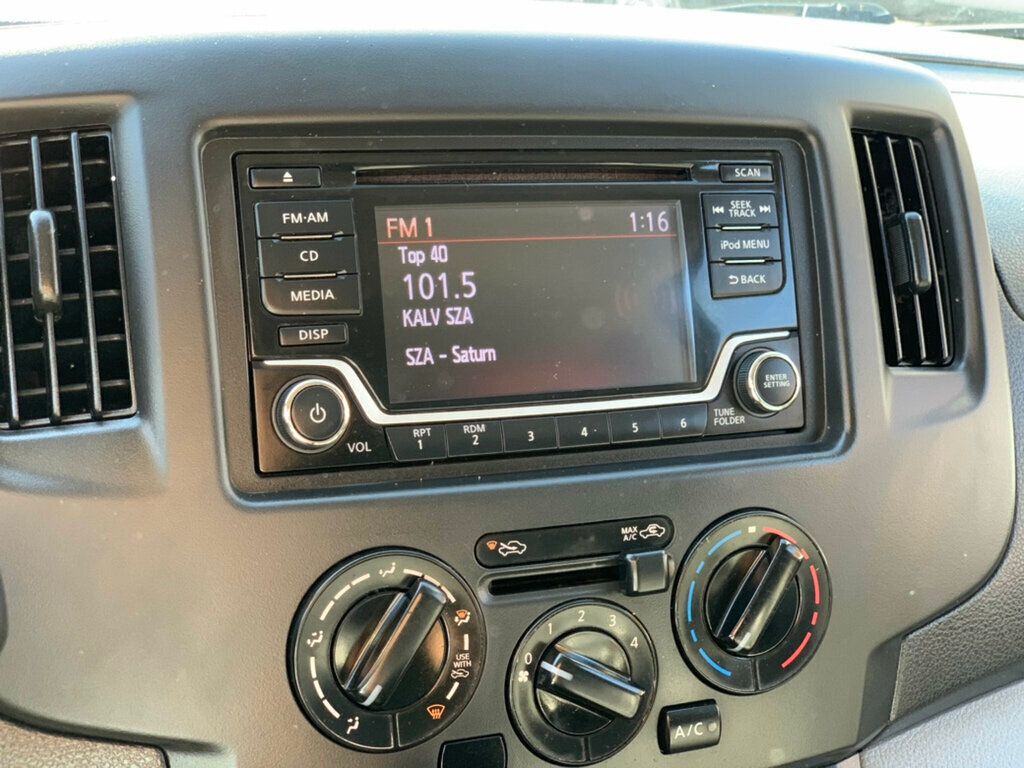 SCAN
FM·AM
CD
MEDIA
DISP
FM 1 1:16
Top 40
101.5
KALV SZA
SZA - Saturn
SEEK
TRACK
iPod MENU
BACK
ENTER
SETTING
VOL
RPT
1
RDM
2
3
4
5
6
TUNE
FOLDER
MAX
A/C
USE
WITH
0
1
2
3
4
A/C